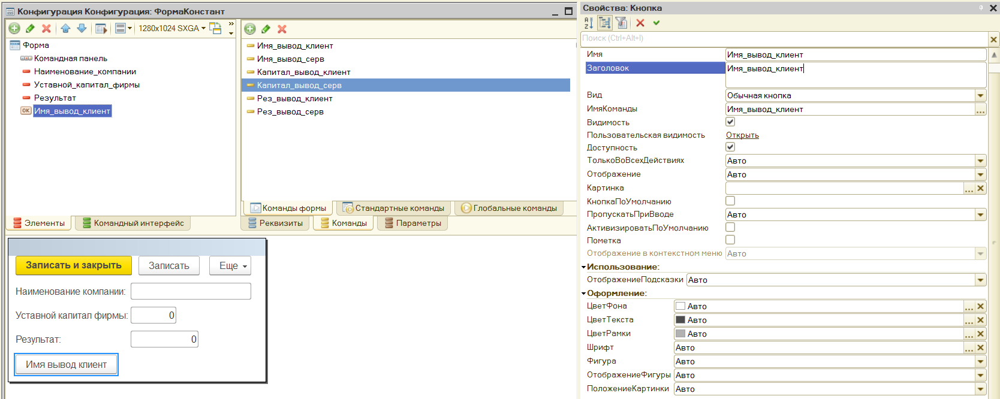 Конфигурация Конфигурация: ФормаКонстант
1280x1024 SXGA
Форма
Командная панель
Наименование_компании
Уставной_капитал_фирмы
Результат
OK Имя_вывод_клиент
Элементы
Командный интерфейс
Имя_вывод_клиент
Имя_вывод_серв
Капитал_вывод_клиент
Капитал_вывод_серв
Рез_вывод_клиент
Рез_вывод_серв
Команды формы
Стандартные команды
Глобальные команды
Реквизиты
Команды
Параметры
Записать и закрыть
Записать
Еще
Наименование компании:
Уставной капитал фирмы: 0
Результат: 0
Имя вывод клиент
Свойства: Кнопка
Поиск (Ctrl+Alt+I)
Имя Имя_вывод_клиент
Заголовок Имя_вывод_клиент
Вид Обычная кнопка
ИмяКоманды Имя_вывод_клиент ...
Видимость
Пользовательская видимость Открыть
Доступность
ТолькоВоВсехДействиях Авто
Отображение Авто
Картинка ...
КнопкаПоУмолчанию
ПропускатьПриВводе Авто
АктивизироватьПоУмолчанию
Пометка
Отображение в контекстном меню Авто
Использование:
ОтображениеПодсказки Авто
Оформление:
ЦветФона Авто ...
ЦветТекста Авто ...
ЦветРамки Авто ...
Шрифт Авто ...
Фигура Авто
ОтображениеФигуры Авто
ПоложениеКартинки Авто